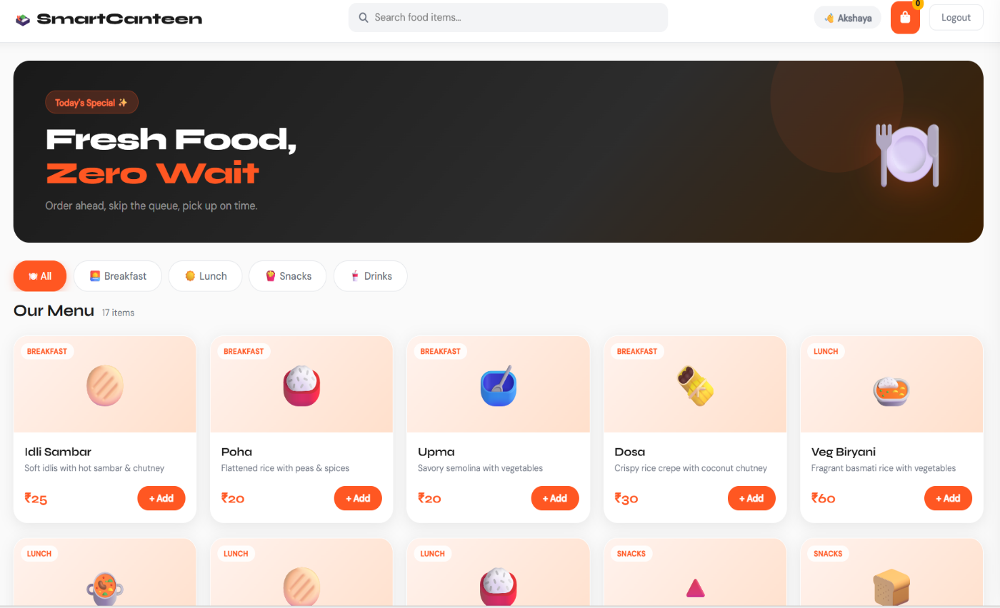 SmartCanteen
Search food items...
Akshaya
0
Logout
Today's Special ✨
Fresh Food,
Zero Wait
Order ahead, skip the queue, pick up on time.
All
Breakfast
Lunch
Snacks
Drinks
Our Menu 17 items
BREAKFAST
Idli Sambar
Soft idlis with hot sambar & chutney
₹25
+ Add
BREAKFAST
Poha
Flattened rice with peas & spices
₹20
+ Add
BREAKFAST
Upma
Savory semolina with vegetables
₹20
+ Add
BREAKFAST
Dosa
Crispy rice crepe with coconut chutney
₹30
+ Add
LUNCH
Veg Biryani
Fragrant basmati rice with vegetables
₹60
+ Add
LUNCH
LUNCH
LUNCH
SNACKS
SNACKS